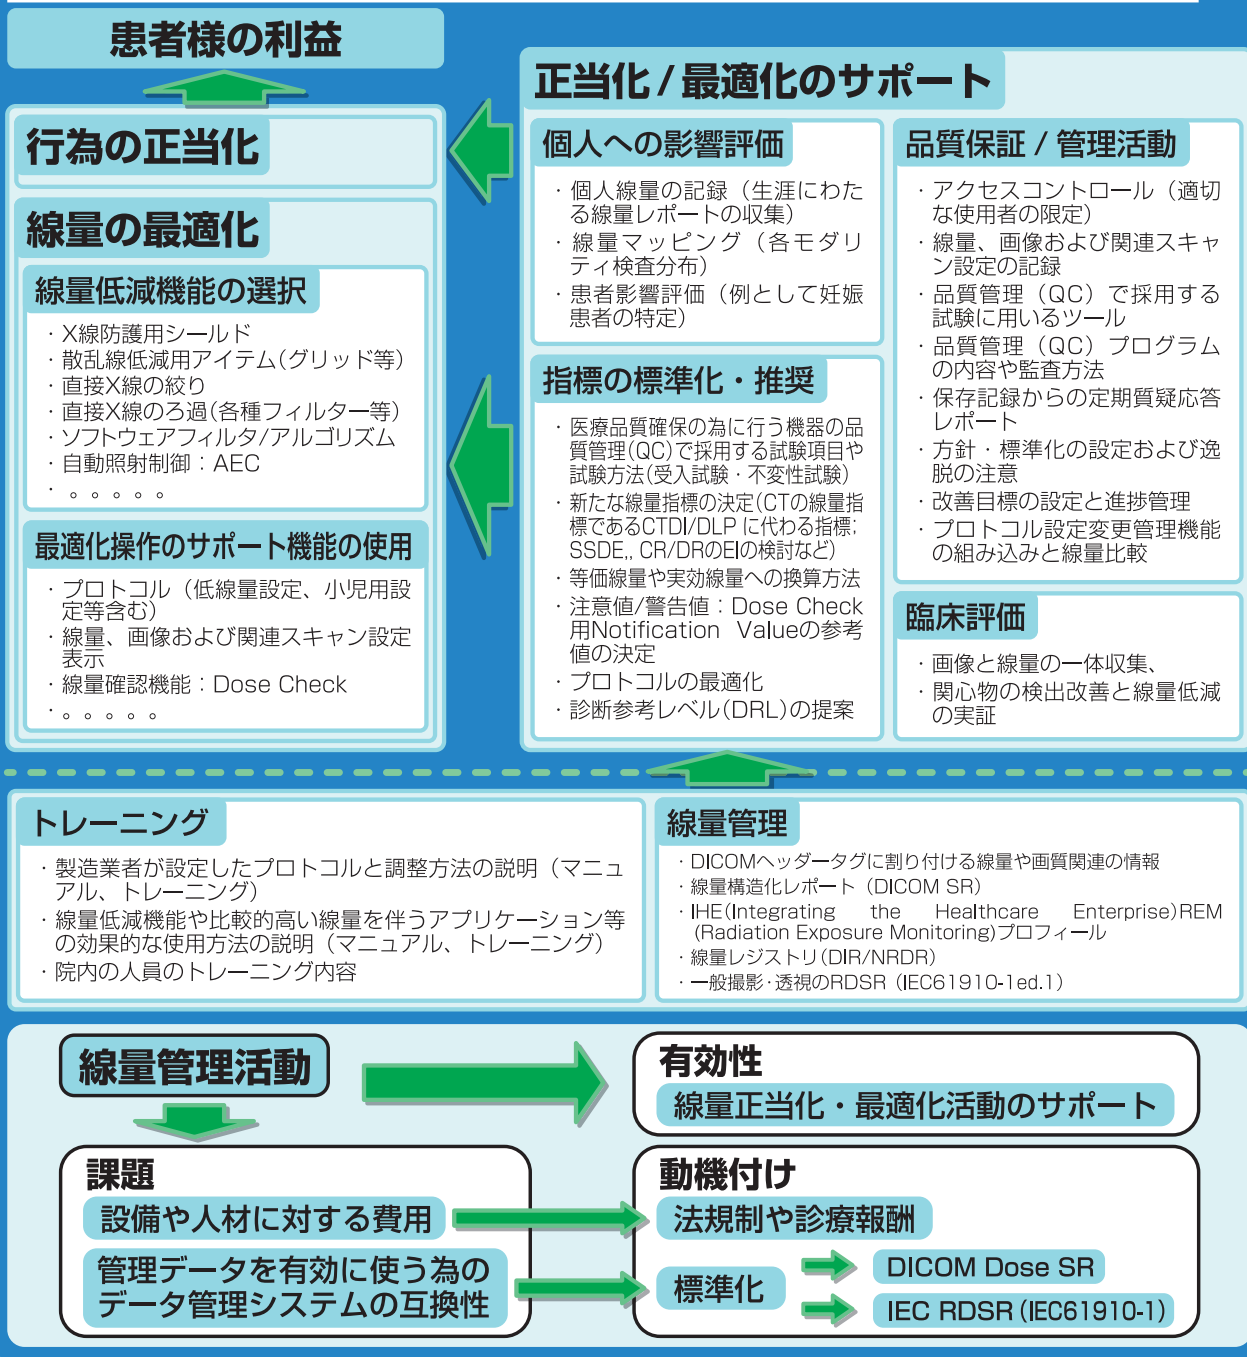 患者様の利益
行為の正当化
線量の最適化
線量低減機能の選択
・X線防護用シールド
・散乱線低減用アイテム(グリッド等)
・直接X線の絞り
・直接X線のろ過(各種フィルター等)
・ソフトウェアフィルタ/アルゴリズム
・自動照射制御：AEC
・。。。。。
最適化操作のサポート機能の使用
・プロトコル（低線量設定、小児用設
定等含む）
・線量、画像および関連スキャン設定
表示
・線量確認機能：Dose Check
・。。。。。
正当化/最適化のサポート
個人への影響評価
・個人線量の記録（生涯にわた
る線量レポートの収集）
・線量マッピング（各モダリ
ティ検査分布）
・患者影響評価（例として妊娠
患者の特定）
指標の標準化・推奨
・医療品質確保の為に行う機器の品
質管理(QC)で採用する試験項目や
試験方法(受入試験・不変性試験)
・新たな線量指標の決定(CTの線量指
標であるCTDI/DLP に代わる指標;
SSDE,, CR/DRのEIの検討など)
・等価線量や実効線量への換算方法
・注意値/警告値：Dose Check
用Notification Valueの参考
値の決定
・プロトコルの最適化
・診断参考レベル(DRL)の提案
品質保証 / 管理活動
・アクセスコントロール（適切
な使用者の限定）
・線量、画像および関連スキャ
ン設定の記録
・品質管理（QC）で採用する
試験に用いるツール
・品質管理（QC）プログラム
の内容や監査方法
・保存記録からの定期質疑応答
レポート
・方針・標準化の設定および逸
脱の注意
・改善目標の設定と進捗管理
・プロトコル設定変更管理機能
の組み込みと線量比較
臨床評価
・画像と線量の一体収集、
・関心物の検出改善と線量低減
の実証
トレーニング
・製造業者が設定したプロトコルと調整方法の説明（マニュ
アル、トレーニング）
・線量低減機能や比較的高い線量を伴うアプリケーション等
の効果的な使用方法の説明（マニュアル、トレーニング）
・院内の人員のトレーニング内容
線量管理
・DICOMヘッダータグに割り付ける線量や画質関連の情報
・線量構造化レポート（DICOM SR）
・IHE(Integrating the Healthcare Enterprise)REM
(Radiation Exposure Monitoring)プロフィール
・線量レジストリ(DIR/NRDR)
・一般撮影・透視のRDSR（IEC61910-1ed.1）
線量管理活動
有効性
線量正当化・最適化活動のサポート
課題
設備や人材に対する費用
管理データを有効に使う為の
データ管理システムの互換性
動機付け
法規制や診療報酬
標準化
DICOM Dose SR
IEC RDSR (IEC61910-1)